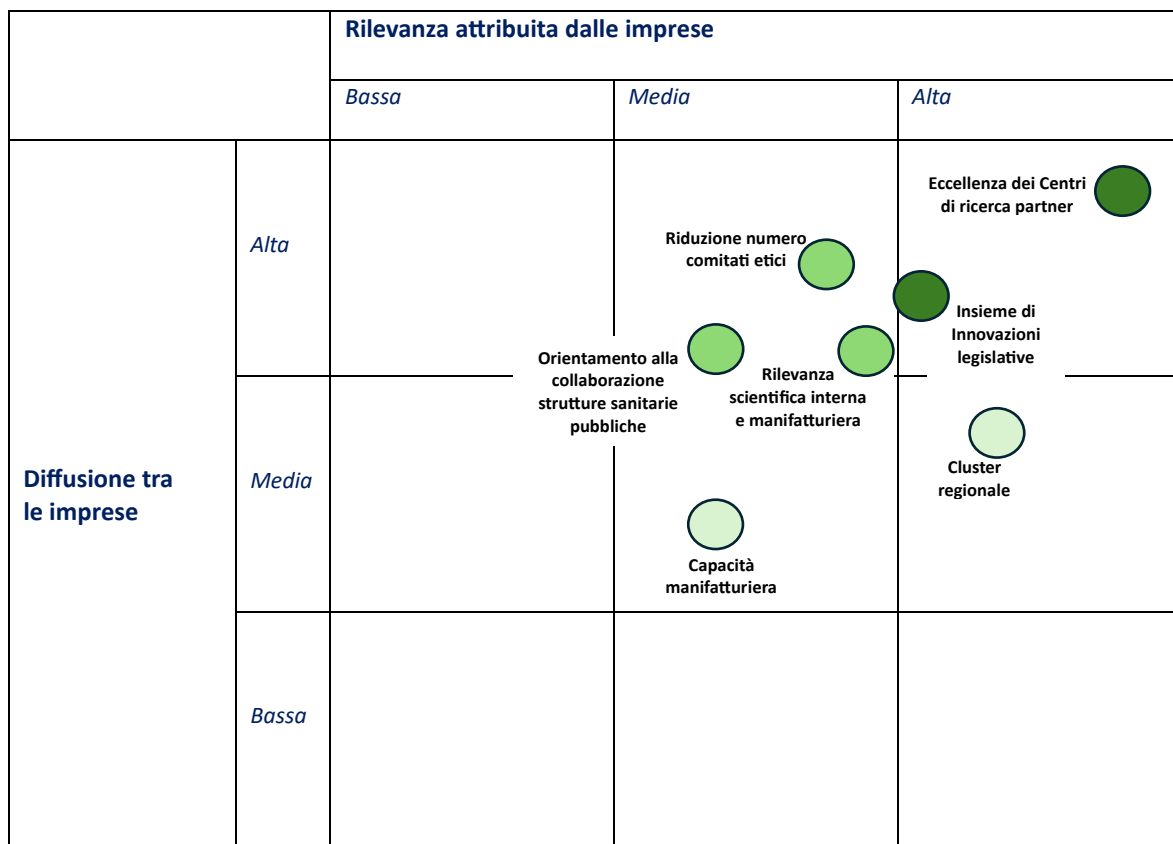 Rilevanza attribuita dalle imprese
Bassa
Media
Alta
Diffusione tra
le imprese
Alta
Eccellenza dei Centri
di ricerca partner
Riduzione numero
comitati etici
Insieme di
Innovazioni
legislative
Orientamento alla
collaborazione
strutture sanitarie
pubbliche
Rilevanza
scientifica interna
e manifatturiera
Media
Cluster
regionale
Capacità
manifatturiera
Bassa